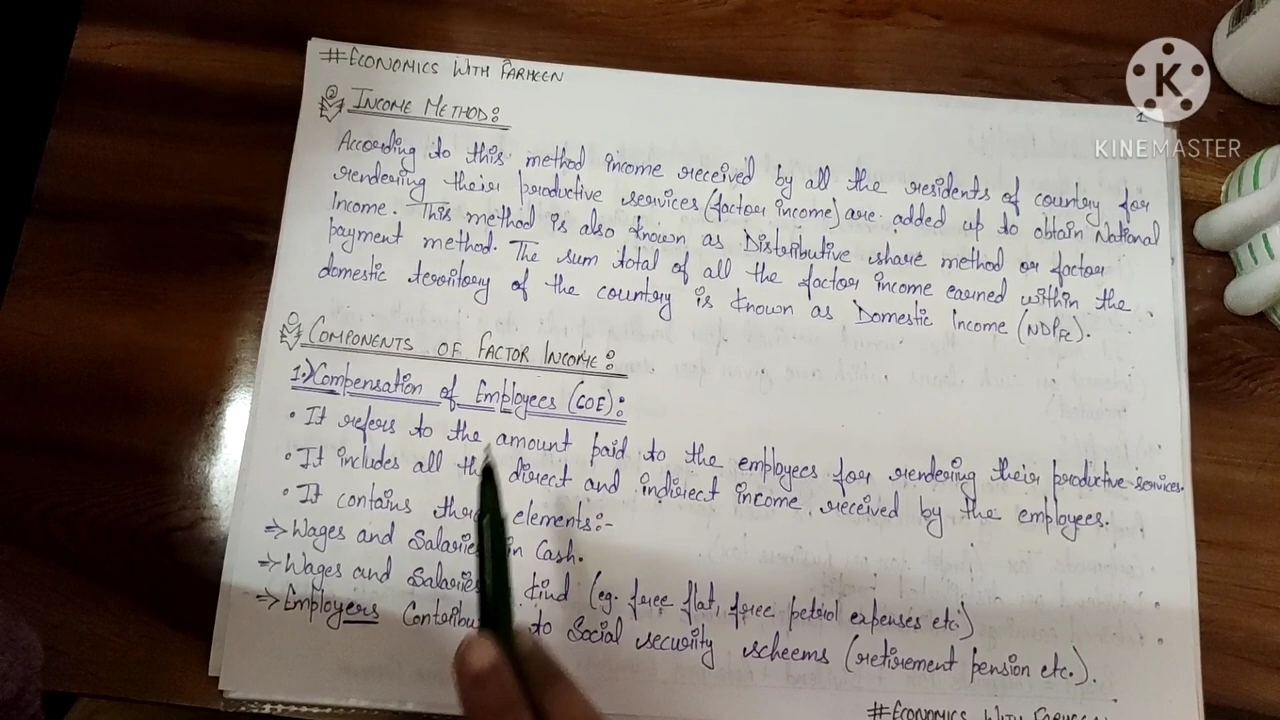 #ECONOMICS WITH FARHEEN
② INCOME METHOD:
1
K
KINEMASTER
According to this method income received by all the residents of country for
rendering their productive services (factor income) are added up to obtain National
Income. This method is also known as Distributive share method or factor
payment method. The sum total of all the factor income earned within the
domestic territory of the country is known as Domestic Income (NDPFC).
COMPONENTS OF FACTOR INCOME:
1.) Compensation of Employees (COE):
• It refers to the amount paid to the employees for rendering their productive services.
• It includes all the direct and indirect income received by the employees.
• It contains three elements:-
⇒ Wages and Salaries in Cash.
⇒ Wages and Salaries kind (eg. free flat, free petrol expenses etc.)
⇒ Employers to Social security scheems (retirement pension etc.).
#ECONOMICS WITH FARHEEN